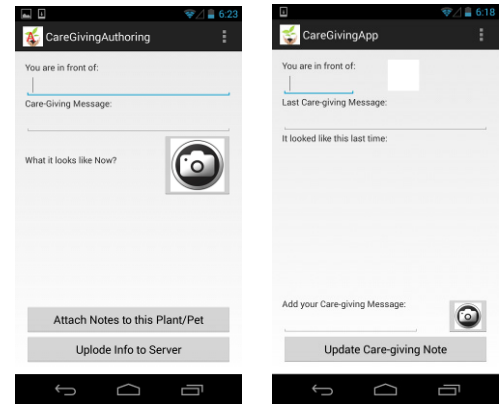 6:23
CareGivingAuthoring
You are in front of:
Care-Giving Message:
What it looks like Now?
Attach Notes to this Plant/Pet
Uplode Info to Server
6:18
CareGivingApp
You are in front of:
Last Care-giving Message:
It looked like this last time:
Add your Care-giving Message:
Update Care-giving Note